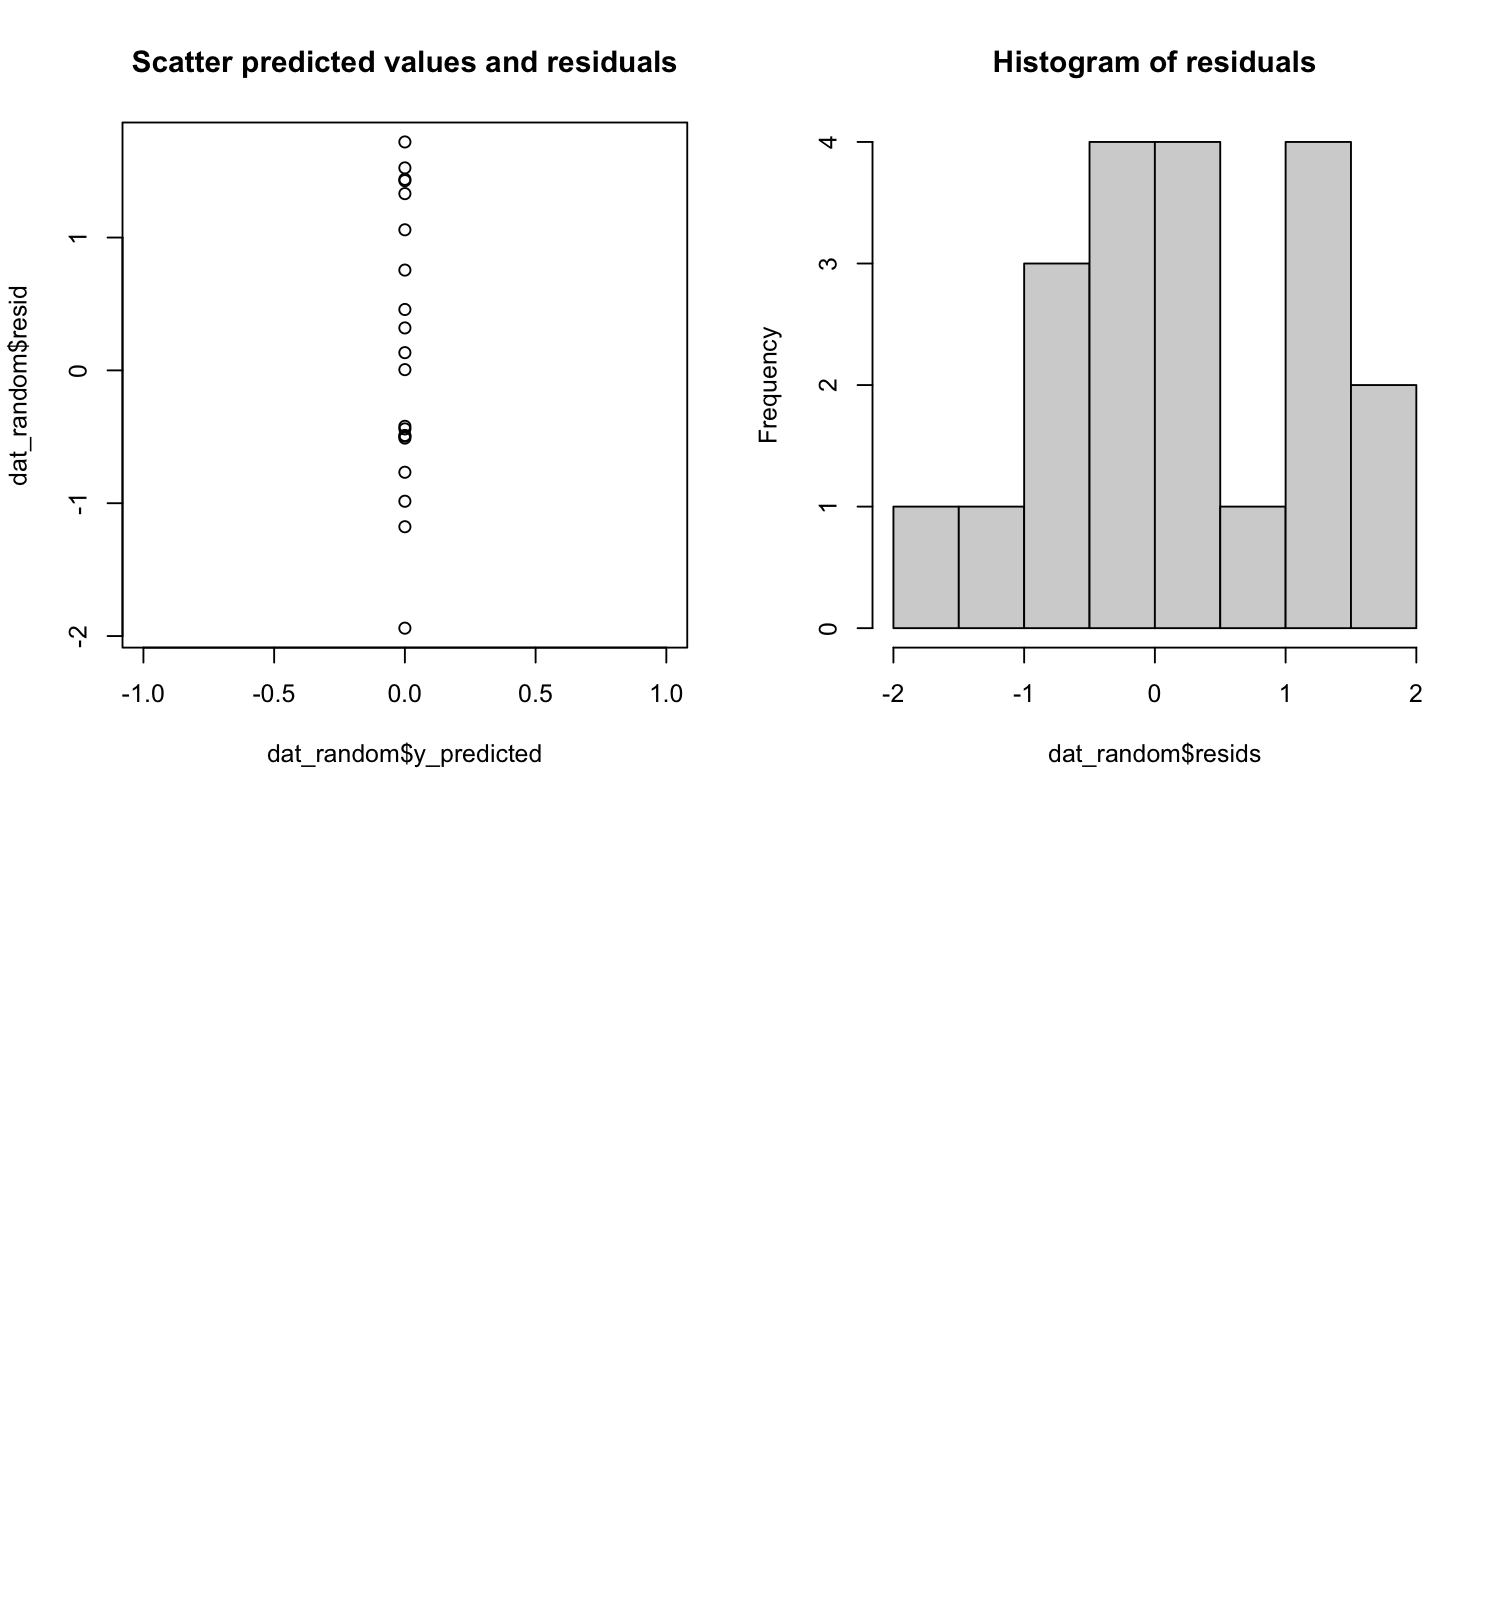 Scatter predicted values and residuals
dat_random$resid
1
0
-1
-2
-1.0 -0.5 0.0 0.5 1.0
dat_random$y_predicted
Histogram of residuals
Frequency
4
3
2
1
0
-2 -1 0 1 2
dat_random$resids